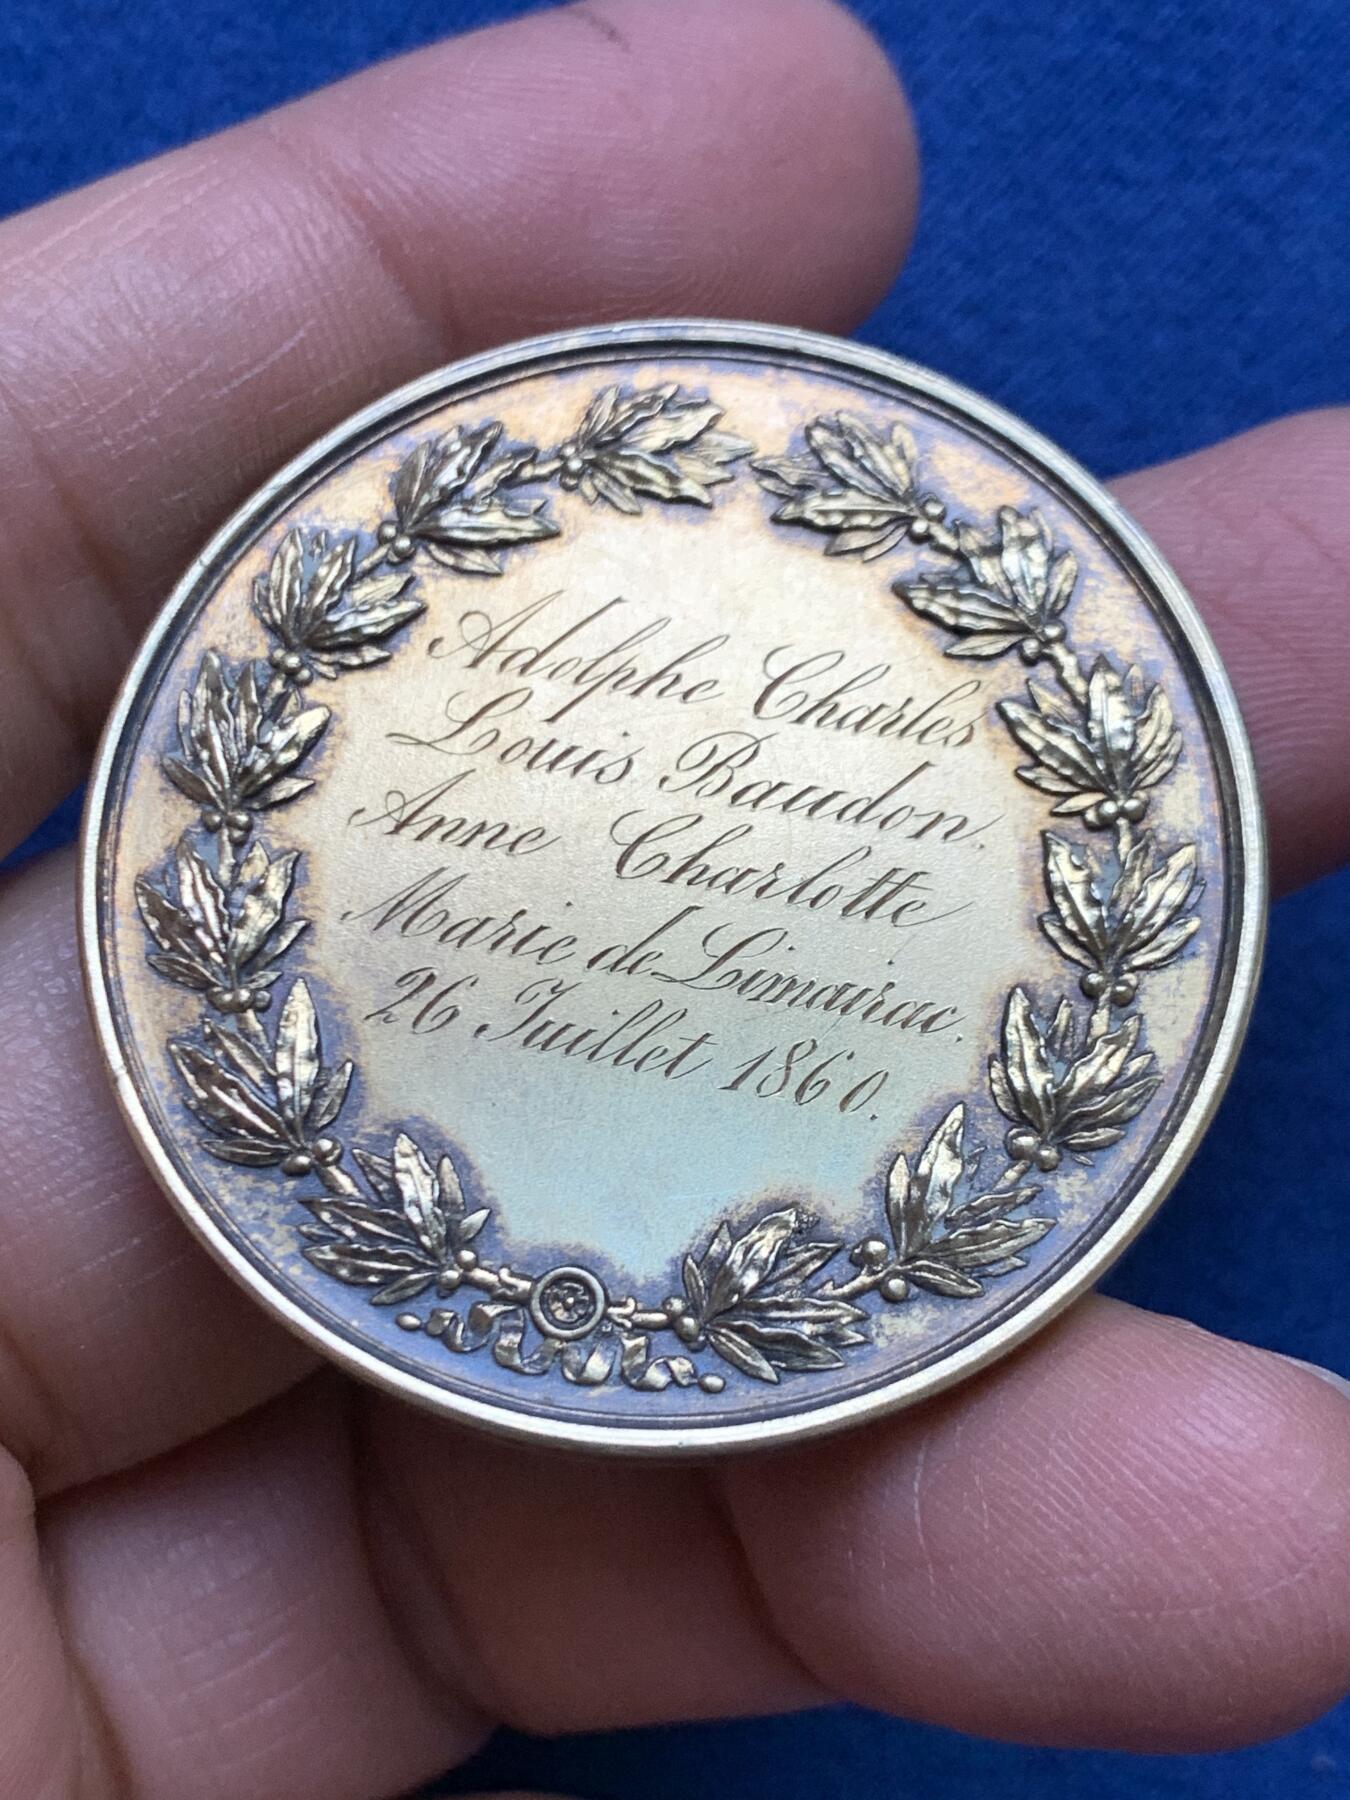 Adolphe Charles
Louis Baudon.
Anne Charlotte
Marie de Limairac.
26 Juillet 1860.